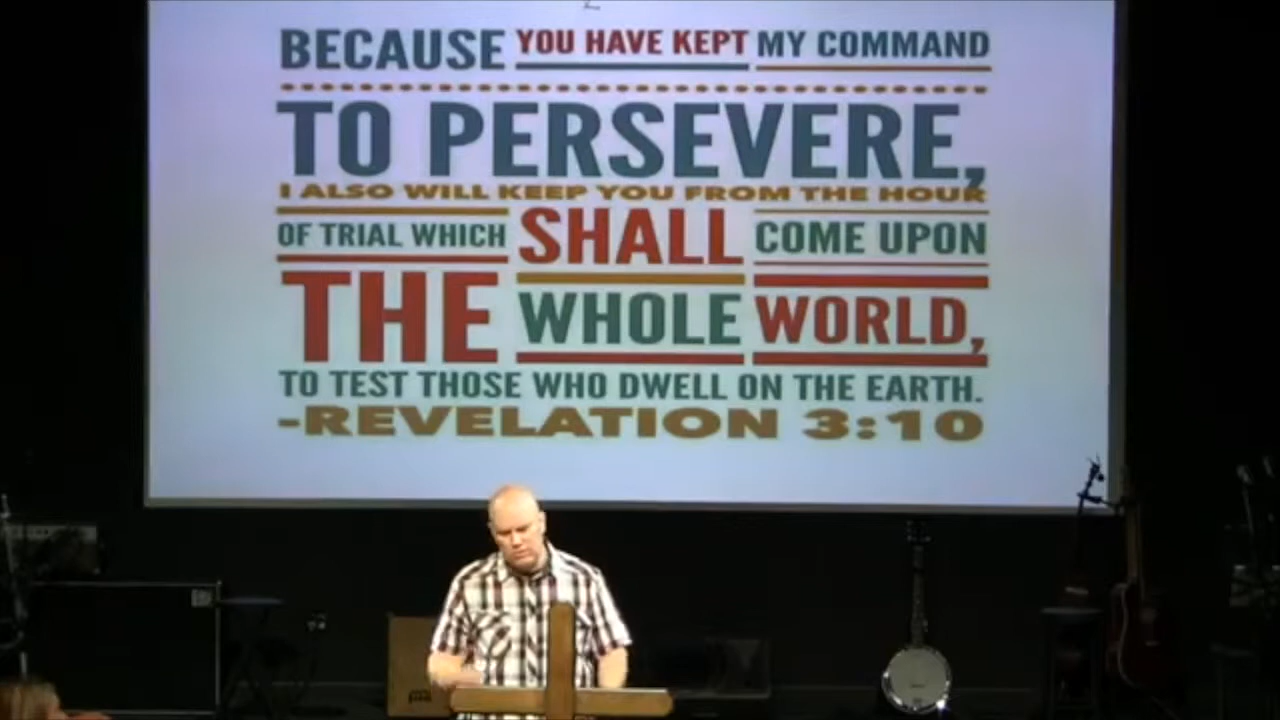 BECAUSE YOU HAVE KEPT MY COMMAND
TO PERSEVERE,
I ALSO WILL KEEP YOU FROM THE HOUR
OF TRIAL WHICH SHALL COME UPON
THE WHOLE WORLD,
TO TEST THOSE WHO DWELL ON THE EARTH.
-REVELATION 3:10